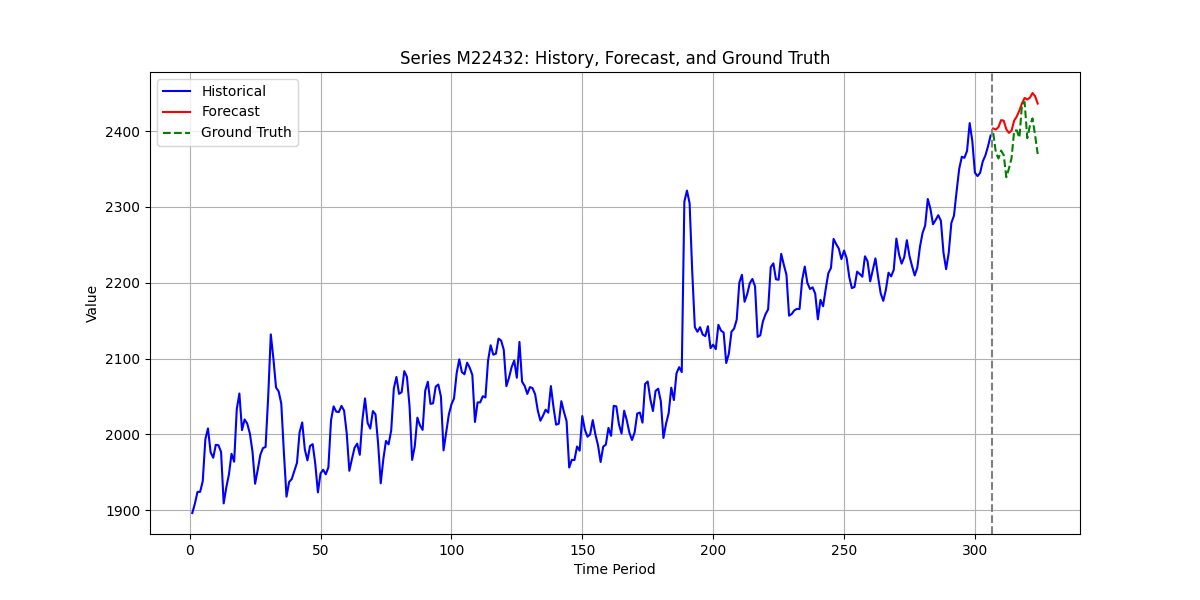 Series M22432: History, Forecast, and Ground Truth
Historical
Forecast
Ground Truth
2400
2300
2200
2100
2000
1900
Value
0 50 100 150 200 250 300
Time Period